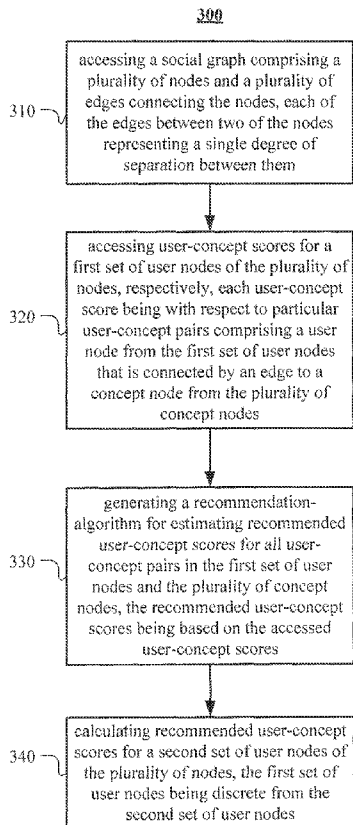 300
310
accessing a social graph comprising a
plurality of nodes and a plurality of
edges connecting the nodes, each of
the edges between two of the nodes
representing a single degree of
separation between them
320
accessing user-concept scores for a
first set of user nodes of the plurality of
nodes, respectively, each user-concept
score being with respect to particular
user-concept pairs comprising a user
node from the first set of user nodes
that is connected by an edge to a
concept node from the plurality of
concept nodes
330
generating a recommendation-
algorithm for estimating recommended
user-concept scores for all user-
concept pairs in the first set of user
nodes and the plurality of concept
nodes, the recommended user-concept
scores being based on the accessed
user-concept scores
340
calculating recommended user-concept
scores for a second set of user nodes of
the plurality of nodes, the first set of
user nodes being discrete from the
second set of user nodes